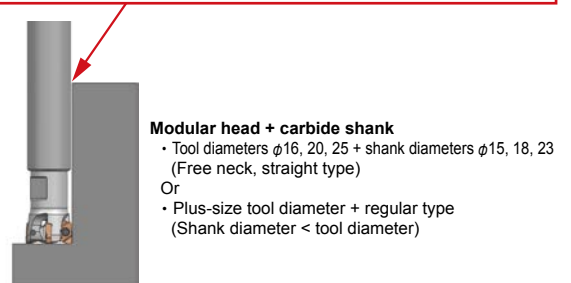 Modular head + carbide shank
・Tool diameters φ16, 20, 25 + shank diameters φ15, 18, 23
(Free neck, straight type)
Or
・Plus-size tool diameter + regular type
(Shank diameter < tool diameter)